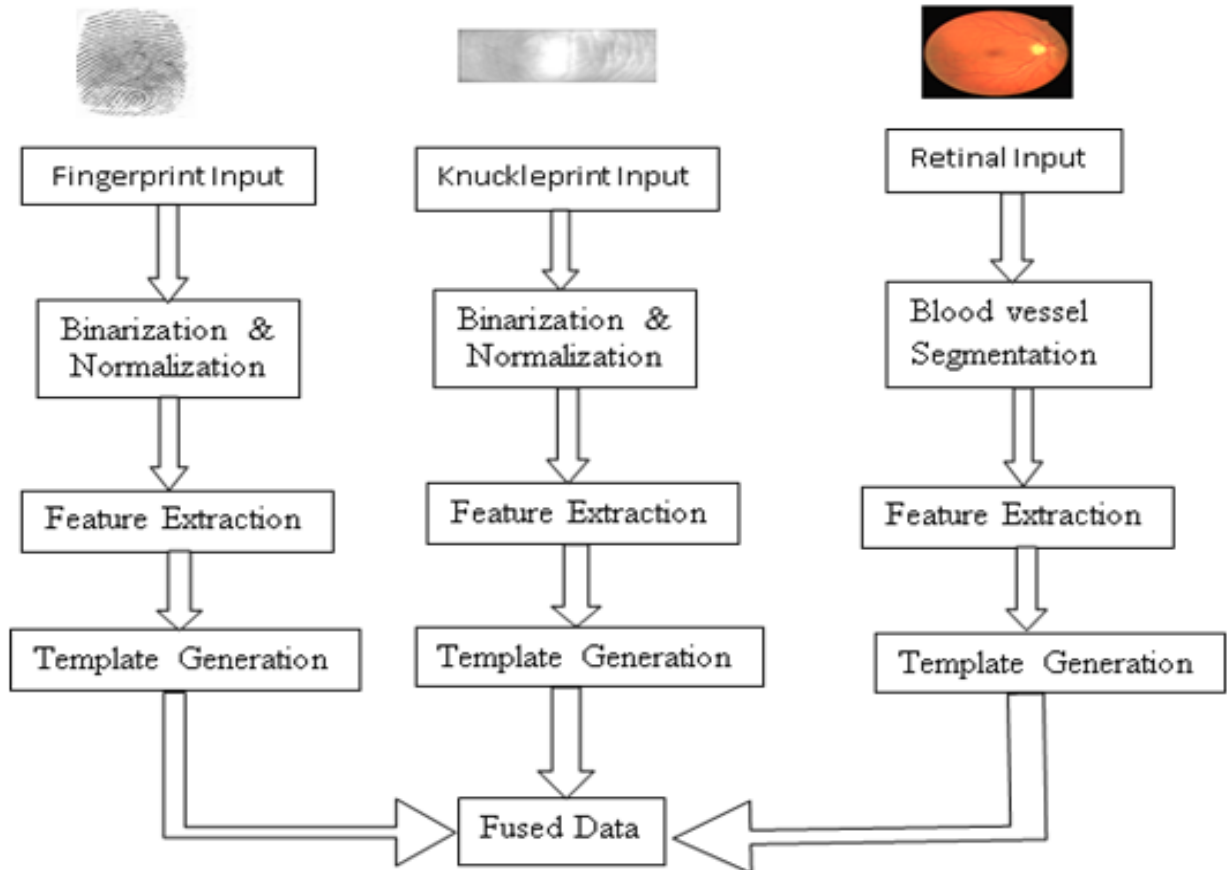 Fingerprint Input
Knuckleprint Input
Retinal Input
Binarization &
Normalization
Binarization &
Normalization
Blood vessel
Segmentation
Feature Extraction
Feature Extraction
Feature Extraction
Template Generation
Template Generation
Template Generation
Fused Data